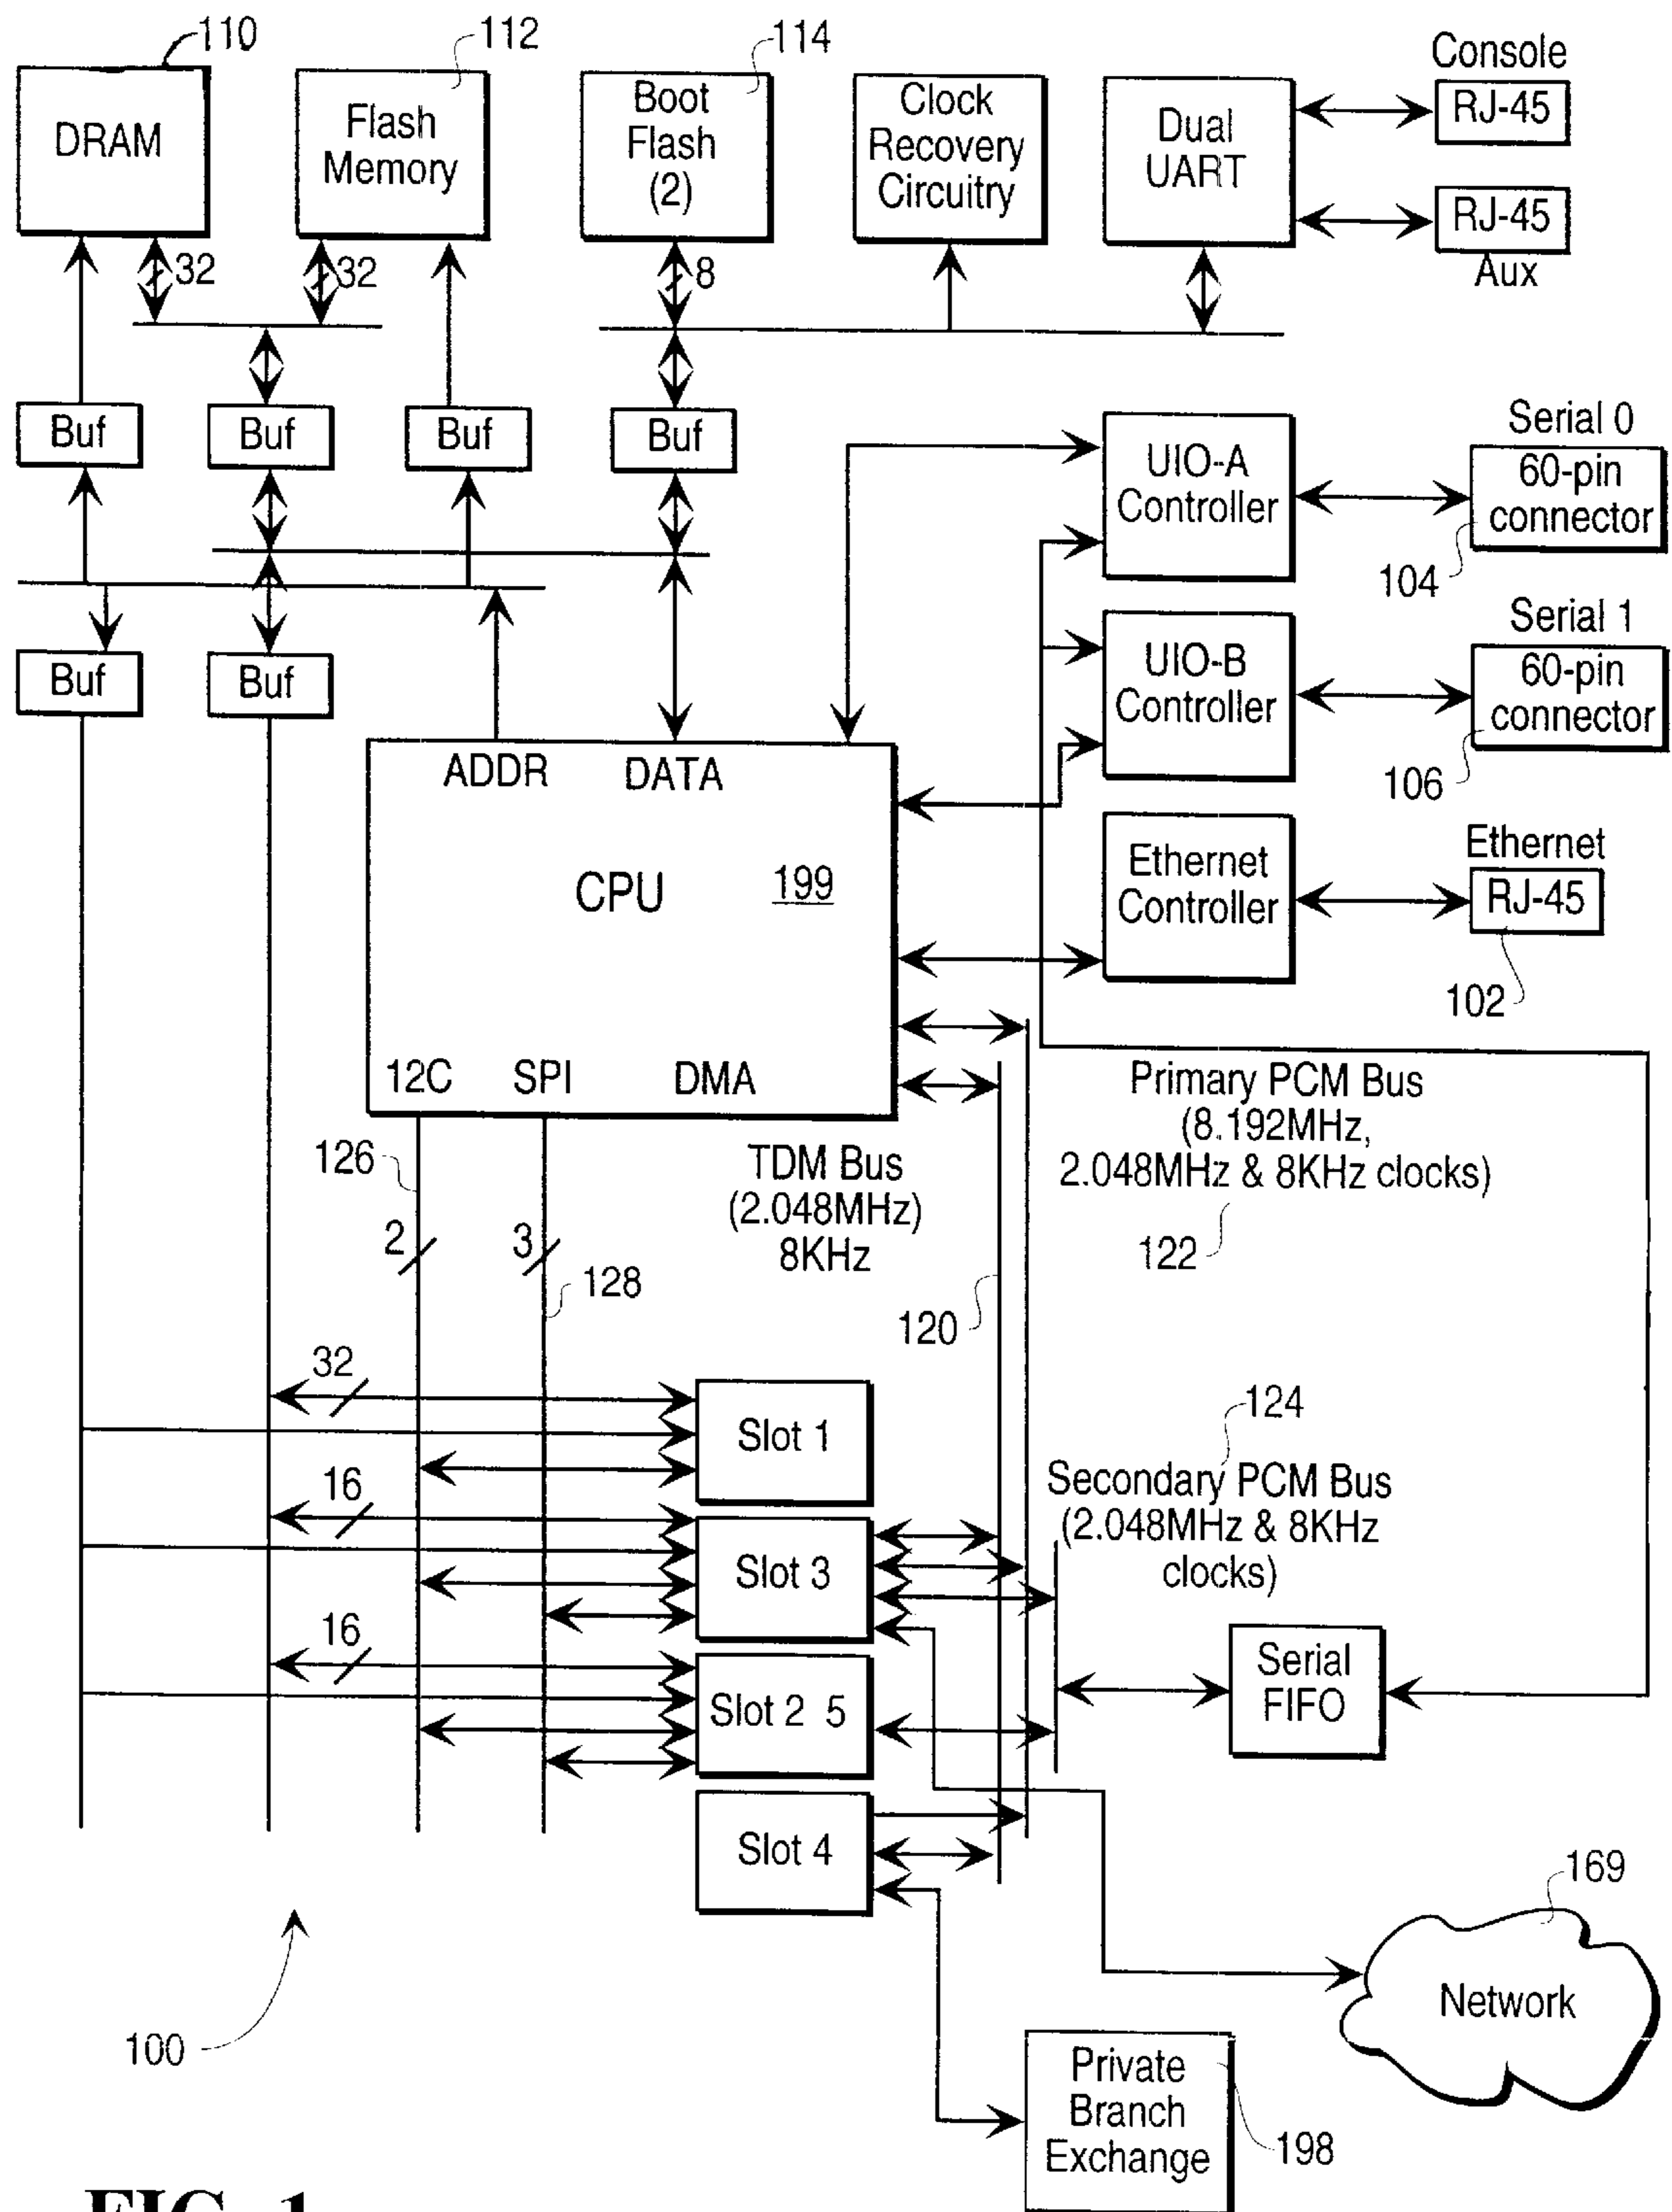 110
112
114
DRAM
Flash
Memory
Boot
Flash
(2)
Clock
Recovery
Circuitry
Dual
UART
Console
RJ-45
RJ-45
Aux
32
32
8
Buf
Buf
Buf
Buf
UIO-A
Controller
Serial 0
60-pin
connector
104
Buf
Buf
UIO-B
Controller
Serial 1
60-pin
connector
106
ADDR
DATA
CPU
199
Ethernet
Controller
Ethernet
RJ-45
102
12C
SPI
DMA
Primary PCM Bus
(8.192MHz,
2.048MHz & 8KHz clocks)
122
126
TDM Bus
(2.048MHz)
8KHz
2
3
128
120
32
Slot 1
124
Secondary PCM Bus
(2.048MHz & 8KHz
clocks)
16
Slot 3
16
Slot 2 5
Serial
FIFO
Slot 4
169
Network
100
Private
Branch
Exchange
198
FIG. 1